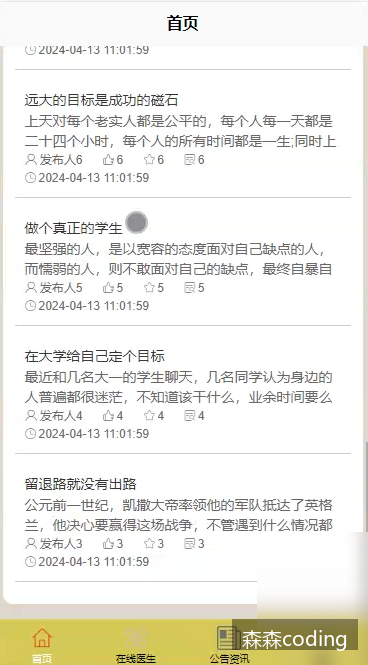 首页
2024-04-13 11:01:59
远大的目标是成功的磁石
上天对每个老实人都是公平的，每个人每一天都是
二十四个小时，每个人的所有时间都是一生;同时上
发布人6 6 6 6
2024-04-13 11:01:59
做个真正的学生
最坚强的人，是以宽容的态度面对自己缺点的人，
而懦弱的人，则不敢面对自己的缺点，最终自暴自
发布人5 5 5 5
2024-04-13 11:01:59
在大学给自己定个目标
最近和几名大一的学生聊天，几名同学认为身边的
人普遍都很迷茫，不知道该干什么，业余时间要么
发布人4 4 4 4
2024-04-13 11:01:59
留退路就没有出路
公元前一世纪，凯撒大帝率领他的军队抵达了英格
兰，他决心要赢得这场战争，不管遇到什么情况都
发布人3 3 3 3
2024-04-13 11:01:59
首页 在线医生 公告资讯
森森coding